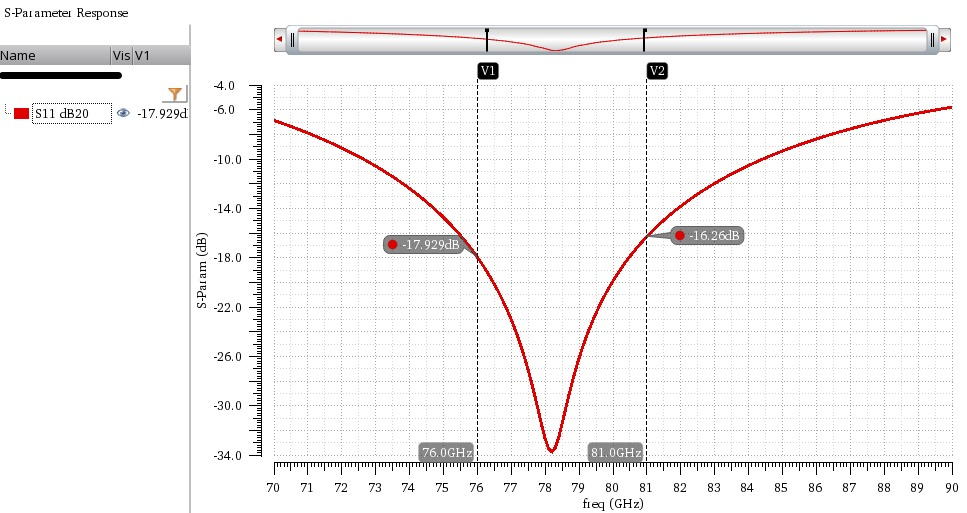 S-Parameter Response
Name Vis V1
S11 dB20 -17.929d
V1 V2
-4.0
-6.0
-10.0
-14.0
-18.0
-22.0
-26.0
-30.0
-34.0
S-Param (dB)
-17.929dB
-16.26dB
76.0GHz 81.0GHz
70 71 72 73 74 75 76 77 78 79 80 81 82 83 84 85 86 87 88 89 90
freq (GHz)